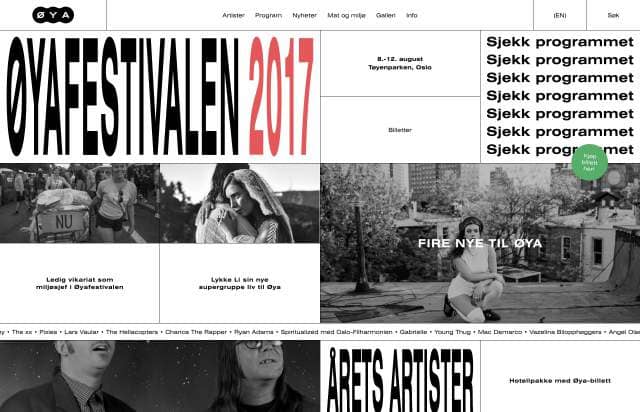 ØYA
Artister Program Nyheter Mat og miljø Galleri Info
(EN)
Søk
ØYAFESTIVALEN 2017
8.-12. august
Tøyenparken, Oslo
Billetter
Sjekk programmet
Sjekk programmet
Sjekk programmet
Sjekk programmet
Sjekk programmet
Sjekk programmet
Sjekk programmet
Kjøp
billett
her!
NU
Ledig vikariat som
miljøsjef i Øyafestivalen
Lykke Li sin nye
supergruppe liv til Øya
FIRE NYE TIL ØYA
• The xx • Pixies • Lars Vaular • The Hellacopters • Chance The Rapper • Ryan Adams • Spiritualized med Oslo-Filharmonien • Gabrielle • Young Thug • Mac Demarco • Vazelina Bilopphøggers • Angel
ÅRETS ARTISTER
Hotellpakke med Øya-billett